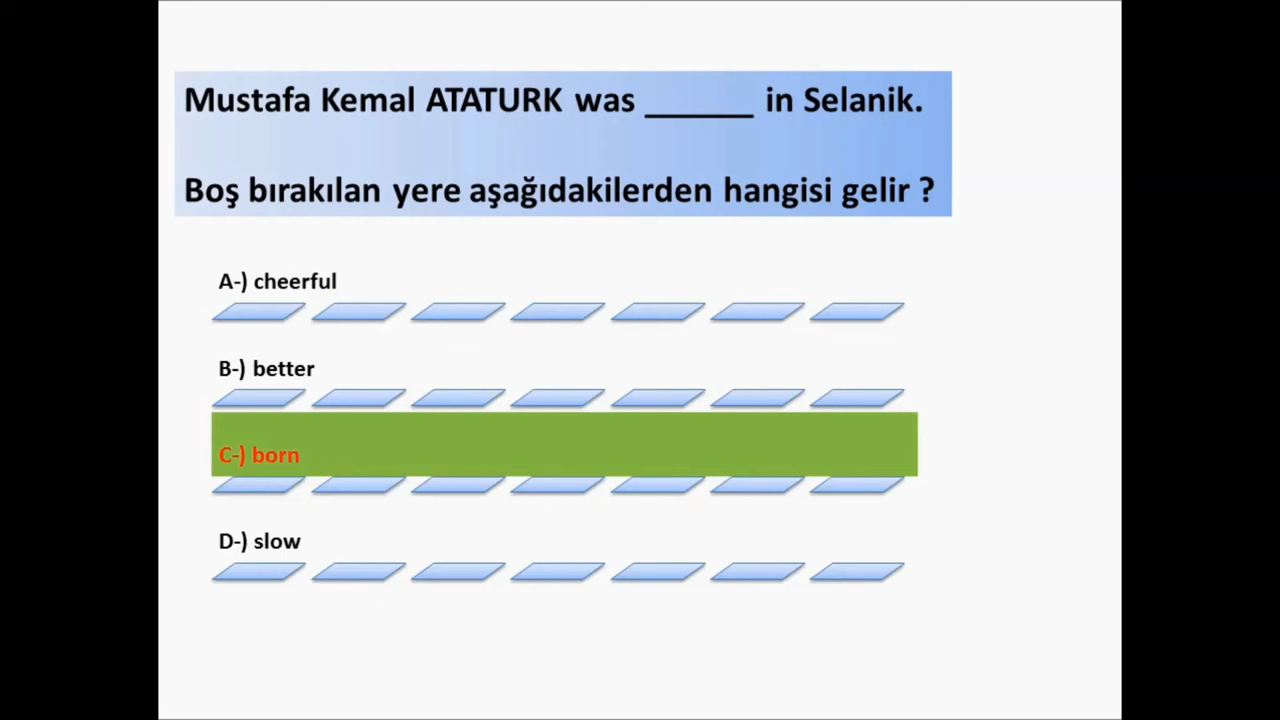 Mustafa Kemal ATATURK was ______ in Selanik.
Boş bırakılan yere aşağıdakilerden hangisi gelir ?
A-) cheerful
B-) better
C-) born
D-) slow